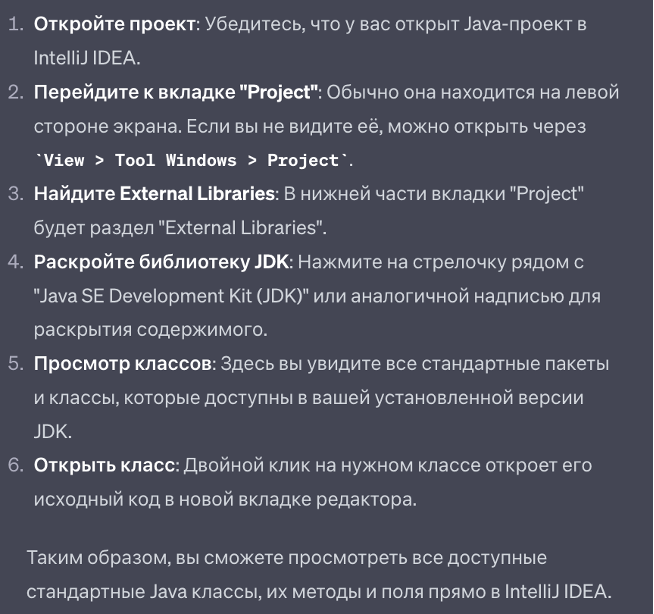 1. Откройте проект: Убедитесь, что у вас открыт Java-проект в
IntelliJ IDEA.
2. Перейдите к вкладке "Project": Обычно она находится на левой
стороне экрана. Если вы не видите её, можно открыть через
`View > Tool Windows > Project`.
3. Найдите External Libraries: В нижней части вкладки "Project"
будет раздел "External Libraries".
4. Раскройте библиотеку JDK: Нажмите на стрелочку рядом с
"Java SE Development Kit (JDK)" или аналогичной надписью для
раскрытия содержимого.
5. Просмотр классов: Здесь вы увидите все стандартные пакеты
и классы, которые доступны в вашей установленной версии
JDK.
6. Открыть класс: Двойной клик на нужном классе откроет его
исходный код в новой вкладке редактора.
Таким образом, вы сможете просмотреть все доступные
стандартные Java классы, их методы и поля прямо в IntelliJ IDEA.